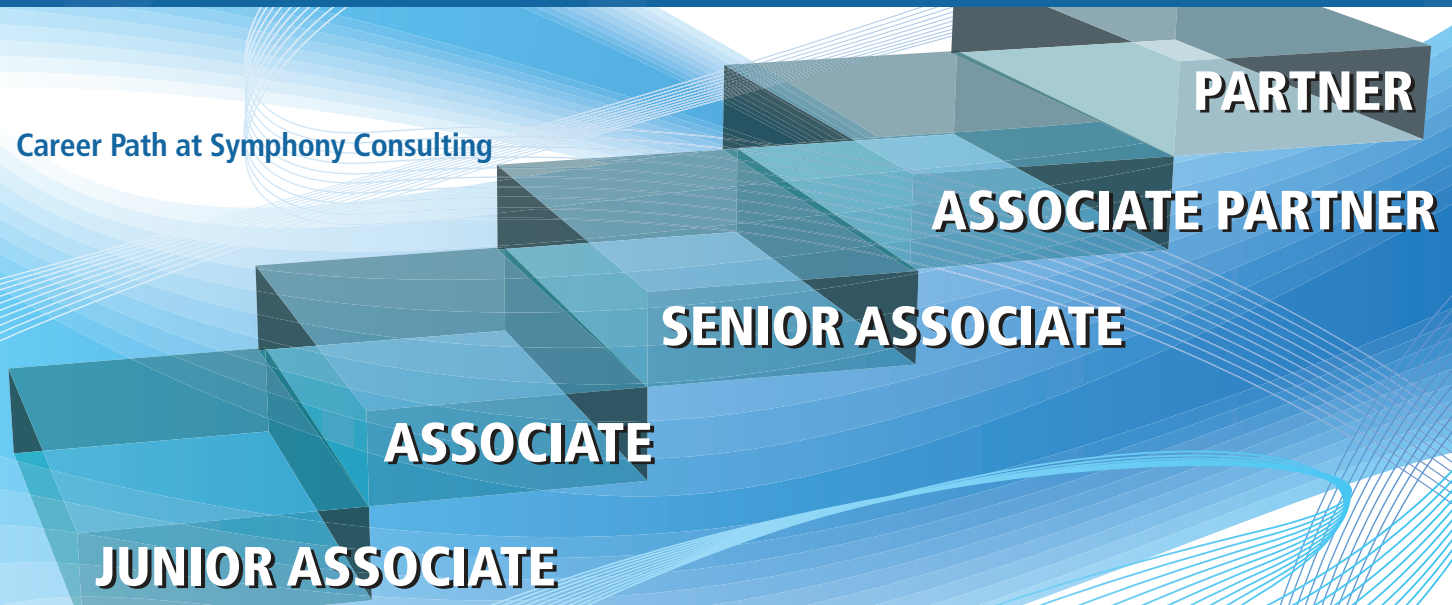 PARTNER
Career Path at Symphony Consulting
ASSOCIATE PARTNER
SENIOR ASSOCIATE
ASSOCIATE
JUNIOR ASSOCIATE